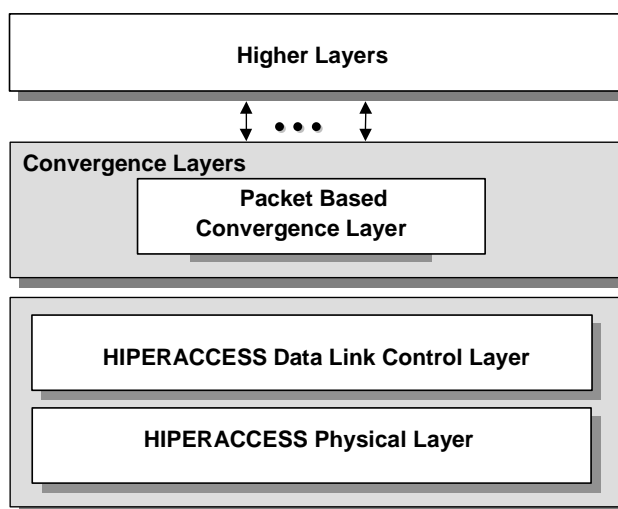 Higher Layers
Convergence Layers
Packet Based
Convergence Layer
HIPERACCESS Data Link Control Layer
HIPERACCESS Physical Layer